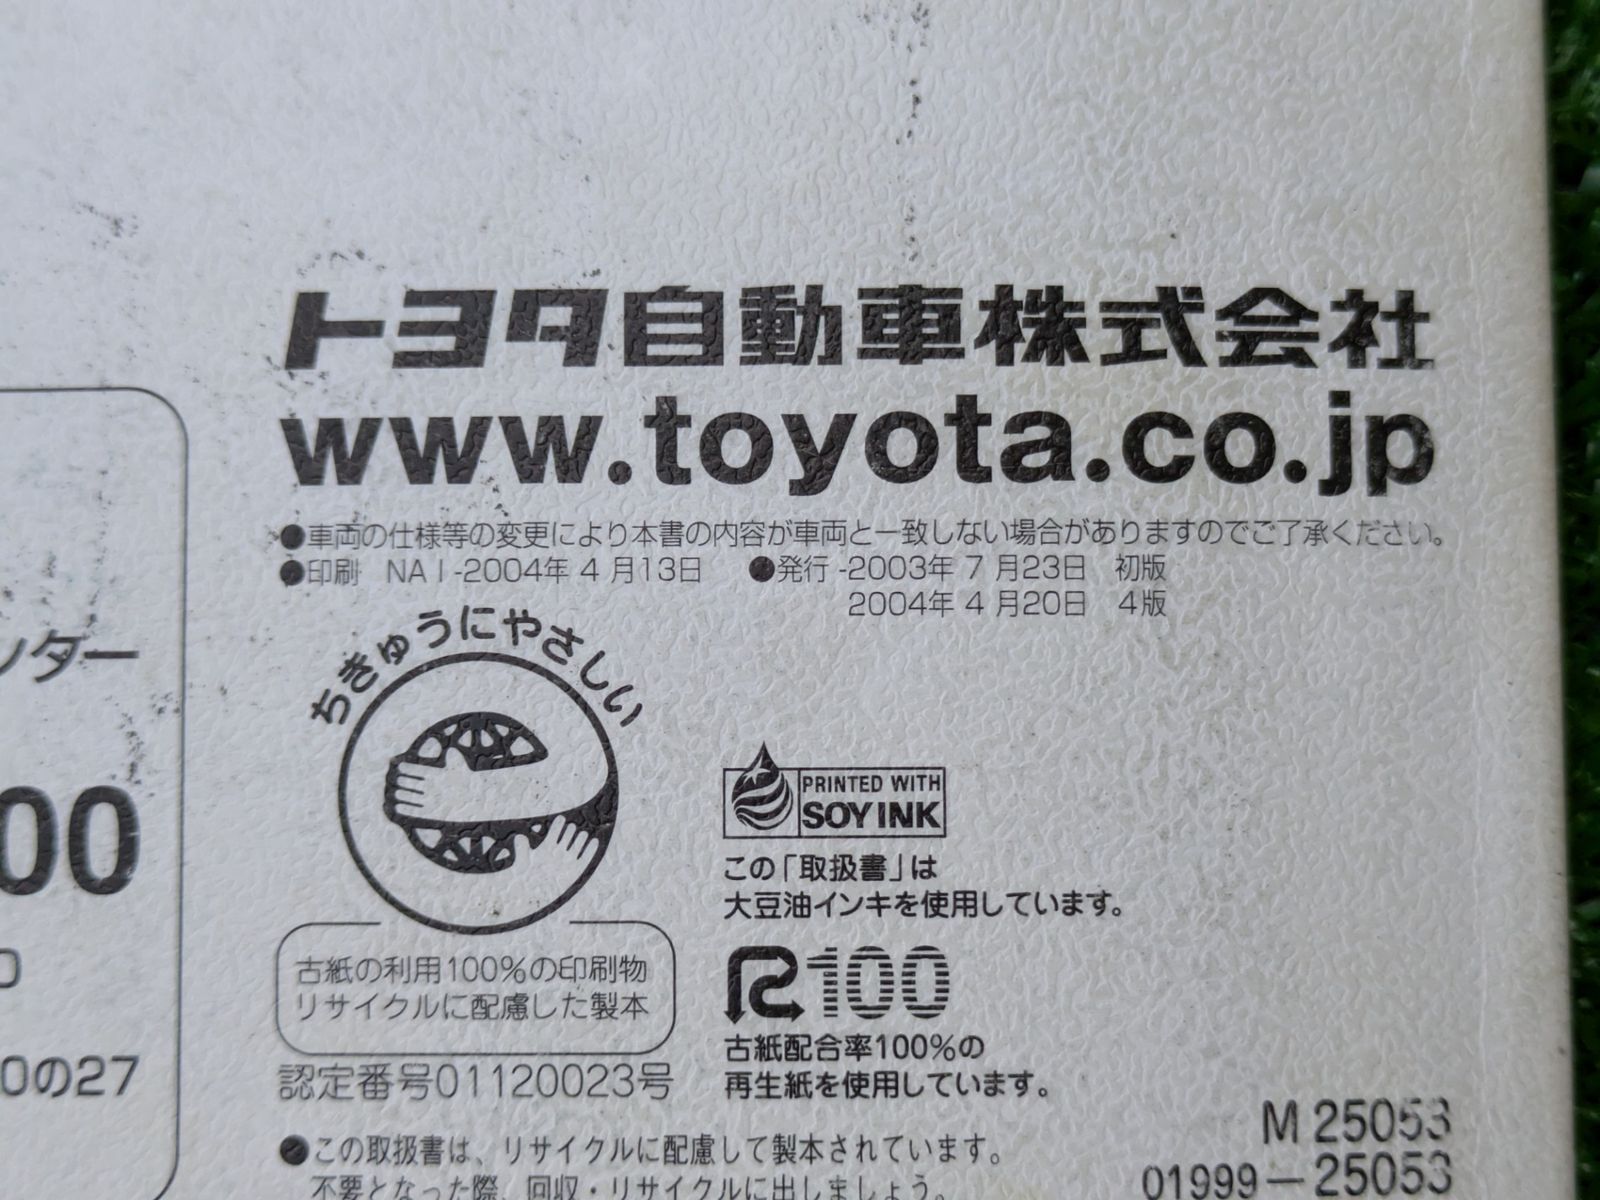 トヨタ自動車株式会社
www.toyota.co.jp
●車両の仕様等の変更により本書の内容が車両と一致しない場合がありますのでご了承ください。
●印刷 NAI-2004年 4 月13日 ●発行-2003年 7 月23日 初版
2004年 4 月20日 4版
ちきゅうにやさしい
PRINTED WITH
SOY INK
この「取扱書」は
大豆油インキを使用しています。
R100
古紙配合率100%の
再生紙を使用しています。
古紙の利用100%の印刷物
リサイクルに配慮した製本
認定番号01120023号
●この取扱書は、リサイクルに配慮して製本されています。
不要となった際、回収・リサイクルに出しましょう。
M 25053
01999-25053
ンター
00
0の27